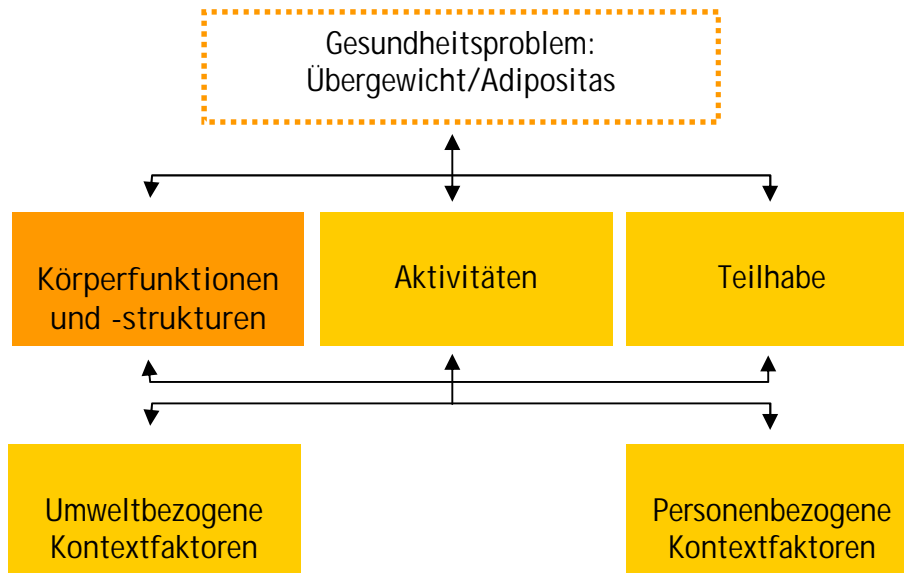 Gesundheitsproblem:
Übergewicht/Adipositas
Körperfunktionen
und -strukturen
Aktivitäten
Teilhabe
Umweltbezogene
Kontextfaktoren
Personenbezogene
Kontextfaktoren